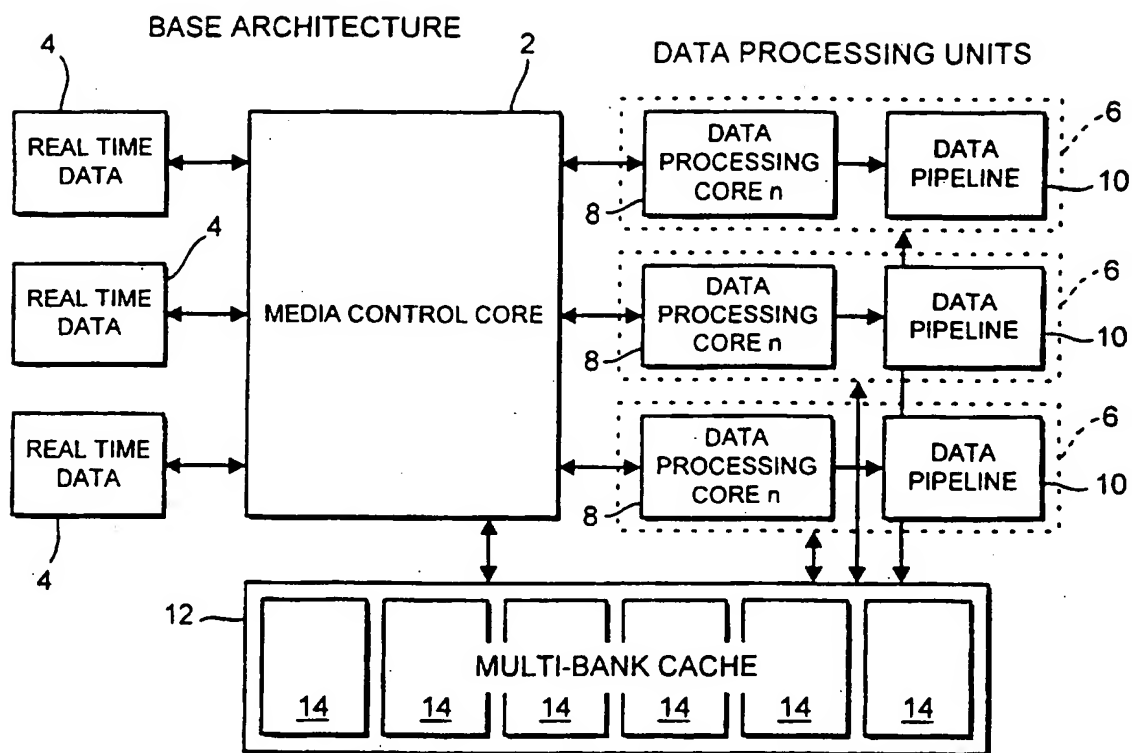 BASE ARCHITECTURE
DATA PROCESSING UNITS
4
2
REAL TIME
DATA
DATA
PROCESSING
CORE n
8
DATA
PIPELINE
6
10
4
REAL TIME
DATA
MEDIA CONTROL CORE
DATA
PROCESSING
CORE n
8
DATA
PIPELINE
6
10
REAL TIME
DATA
4
DATA
PROCESSING
CORE n
8
DATA
PIPELINE
6
10
12
MULTI-BANK CACHE
14 14 14 14 14 14